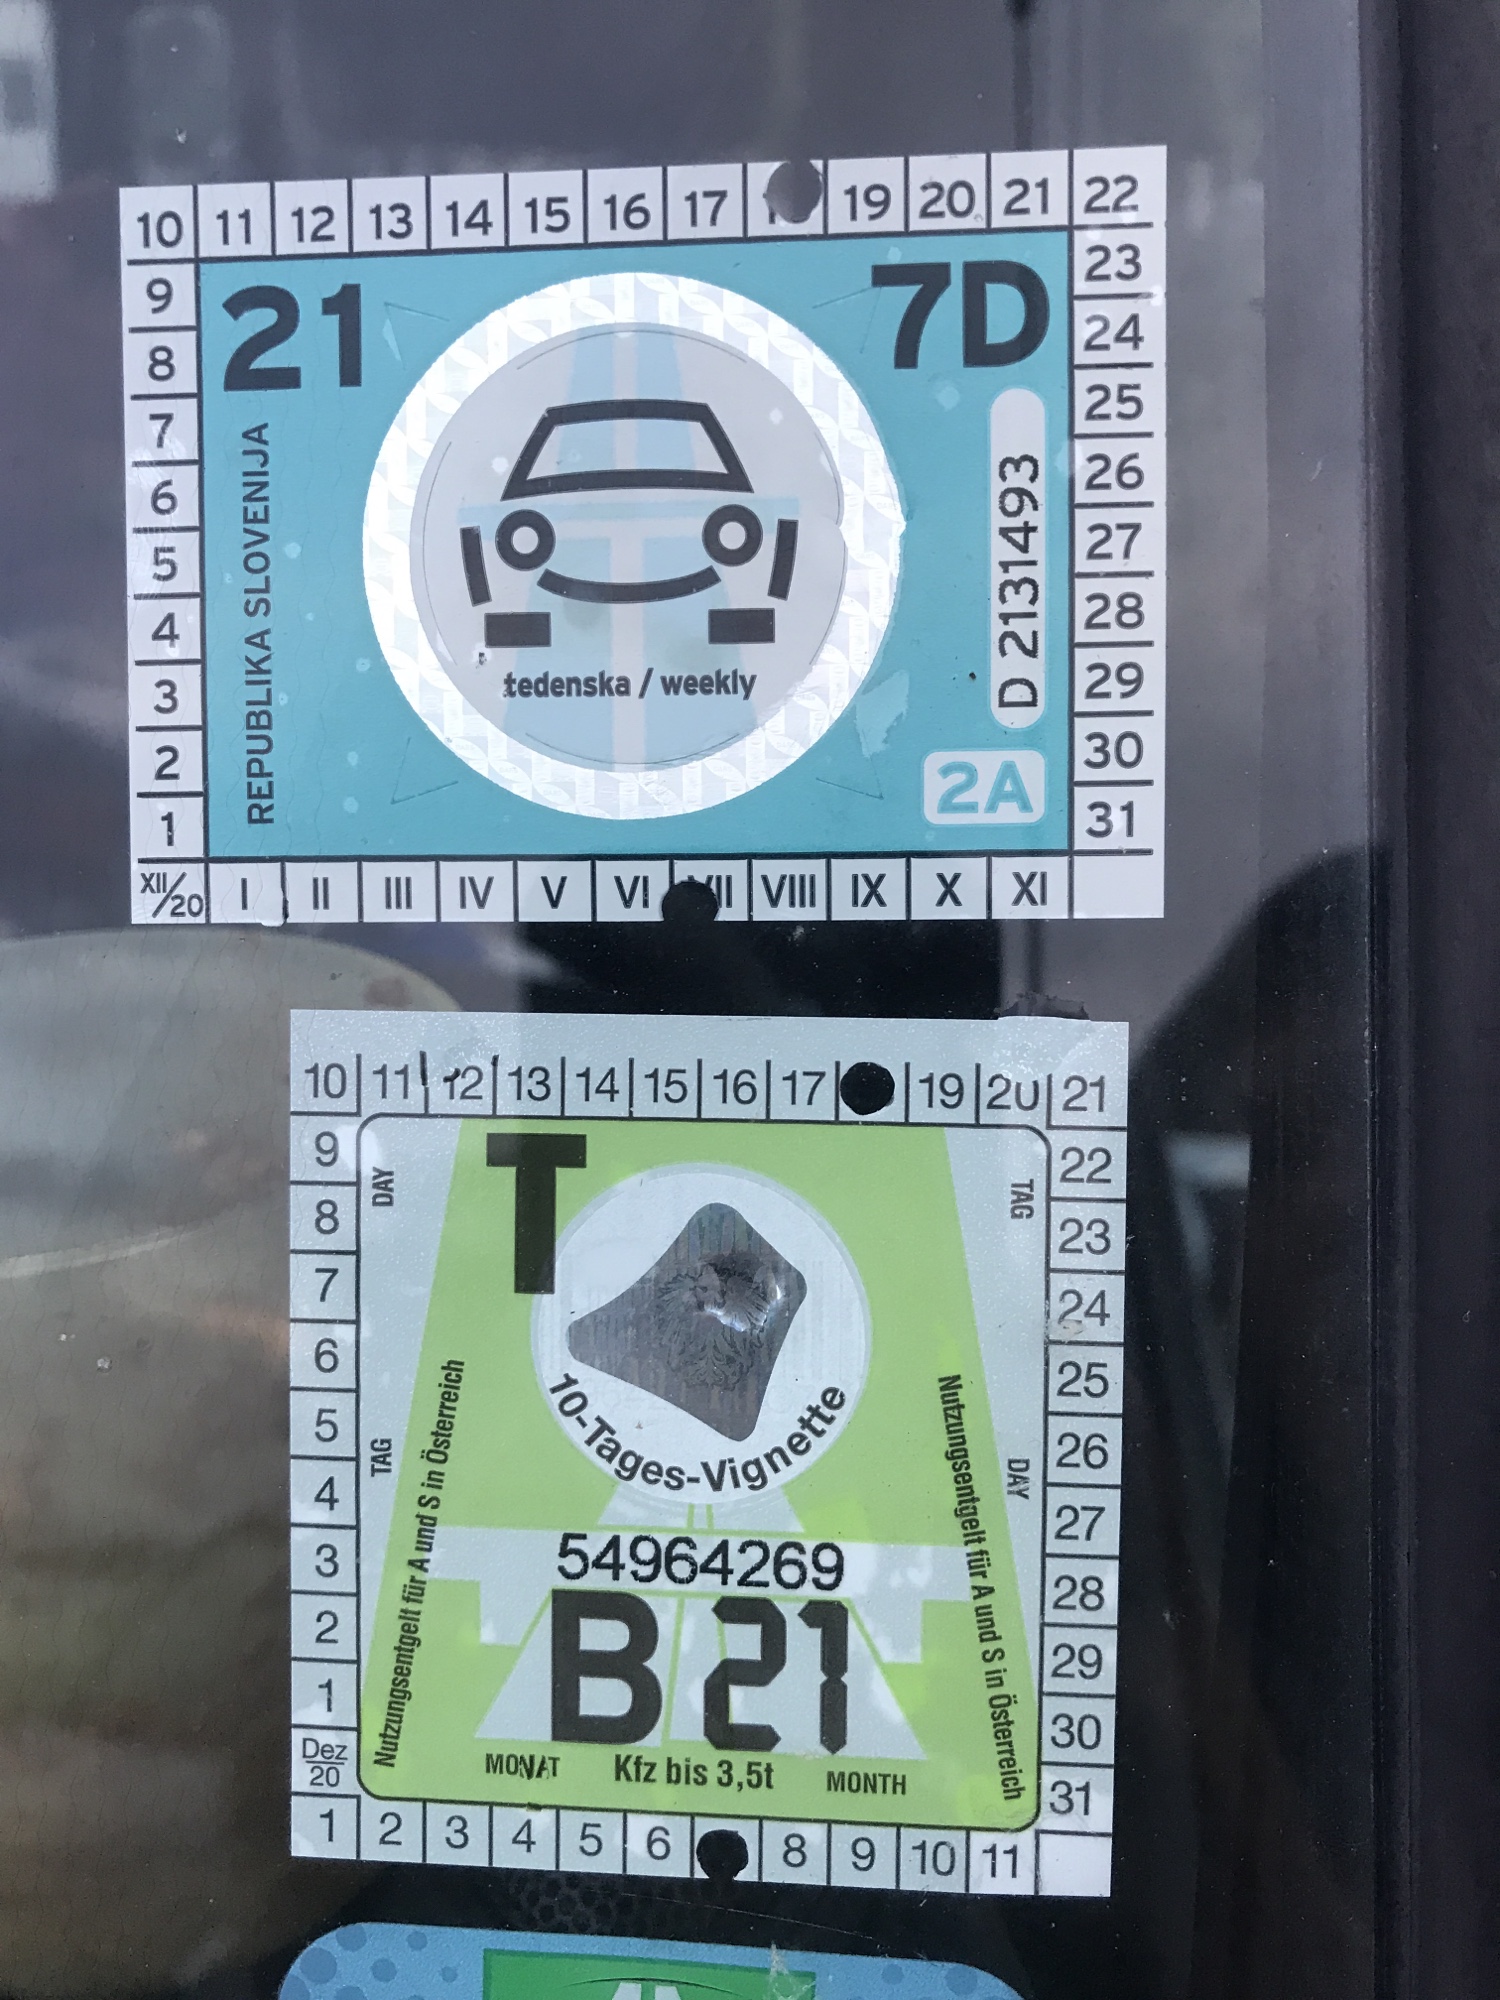 10 11 12 13 14 15 16 17 19 20 21 22
9 23
8 24
7 25
6 26
5 27
4 28
3 29
2 30
1 31
21 7D
REPUBLIKA SLOVENIJA
tedenska / weekly
D 2131493
2A
XII/20 I II III IV V VI VII VIII IX X XI
10 11 12 13 14 15 16 17 19 20 21
9 22
8 23
7 24
6 25
5 26
4 27
3 28
2 29
1 30
Dez 20 31
DAY TAG
T
10-Tages-Vignette
TAG DAY
Nutzungsentgelt für A und S in Österreich
Nutzungsentgelt für A und S in Österreich
54964269
B 21
MONAT Kfz bis 3,5t MONTH
1 2 3 4 5 6 8 9 10 11